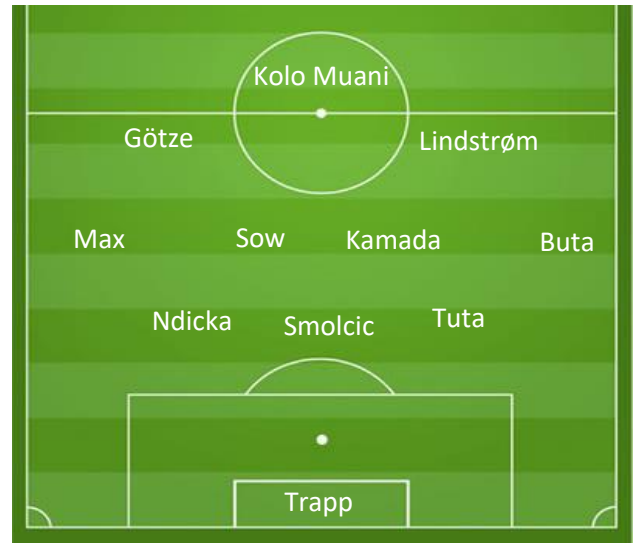 Kolo Muani
Götze Lindstrøm
Max Sow Kamada Buta
Ndicka Smolcic Tuta
Trapp